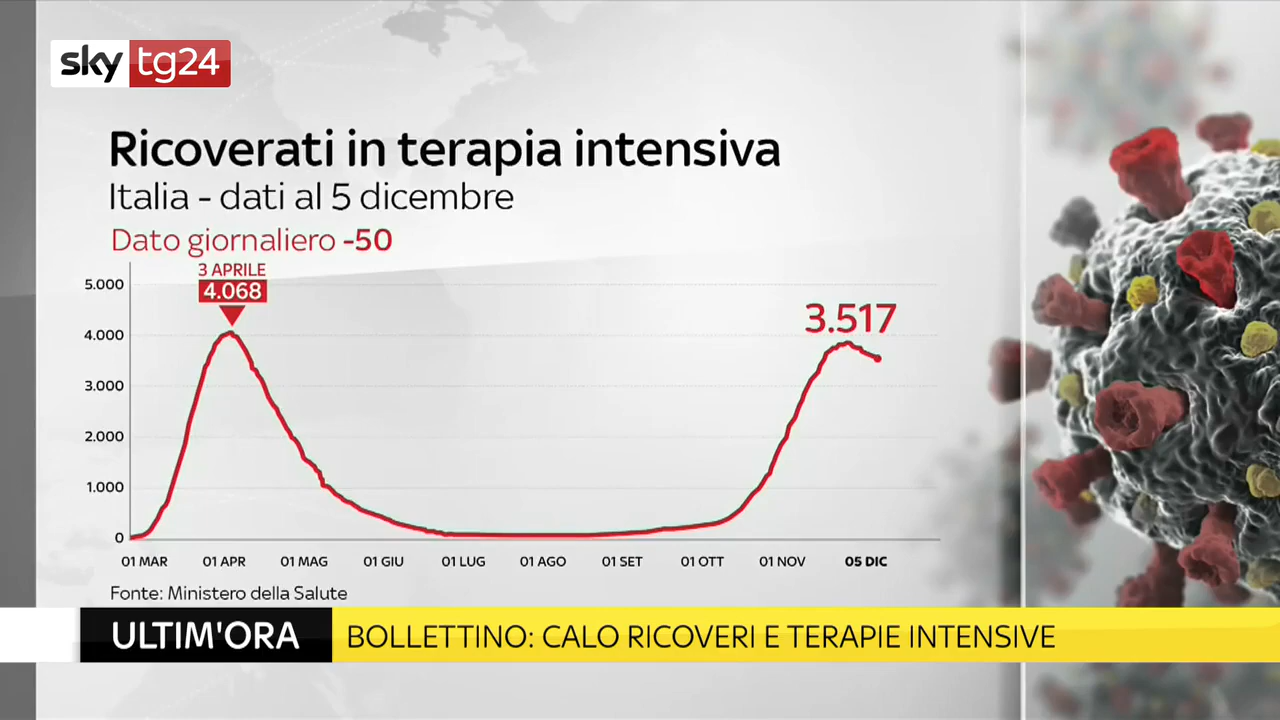 sky tg24
Ricoverati in terapia intensiva
Italia - dati al 5 dicembre
Dato giornaliero -50
3 APRILE
4.068
3.517
5.000
4.000
3.000
2.000
1.000
0
01 MAR 01 APR 01 MAG 01 GIU 01 LUG 01 AGO 01 SET 01 OTT 01 NOV 05 DIC
Fonte: Ministero della Salute
ULTIM'ORA BOLLETTINO: CALO RICOVERI E TERAPIE INTENSIVE